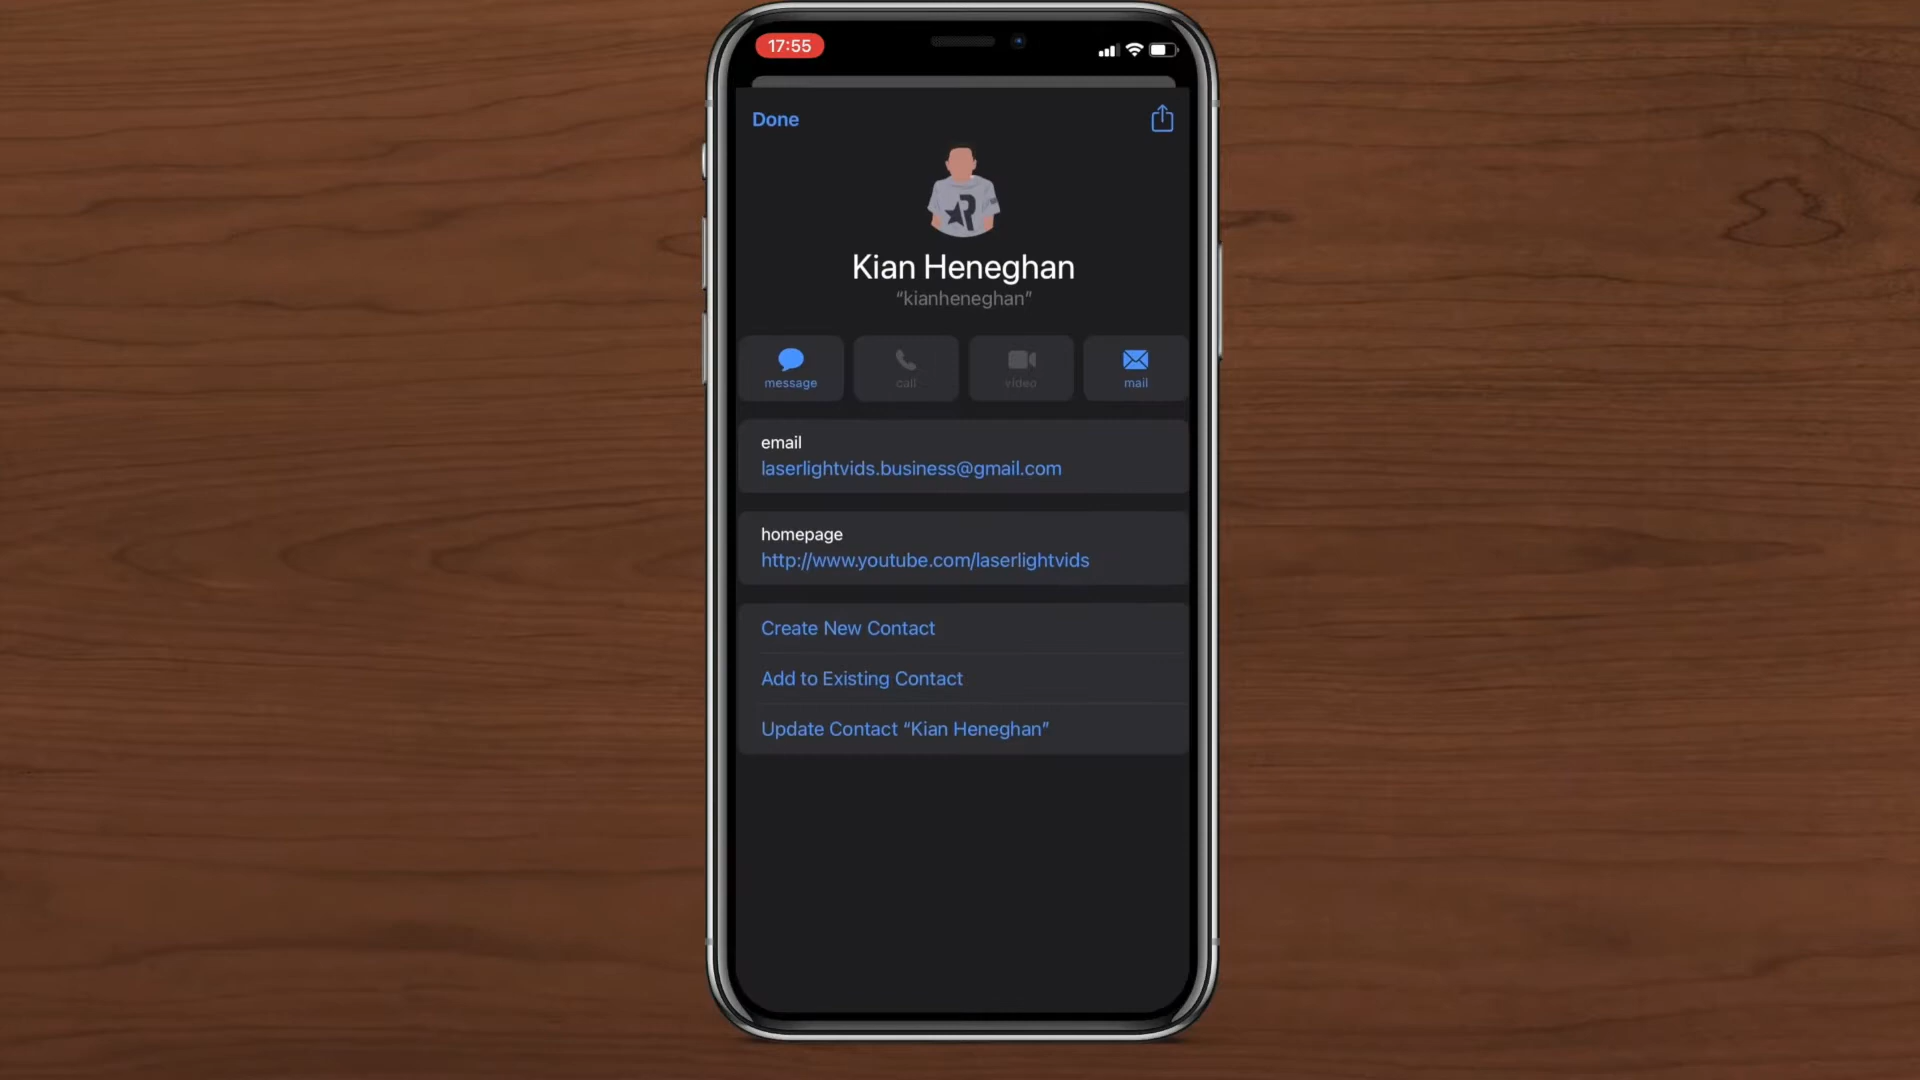 17:55
Done
Kian Heneghan
“kianheneghan”
message call video mail
email
laserlightvids.business@gmail.com
homepage
http://www.youtube.com/laserlightvids
Create New Contact
Add to Existing Contact
Update Contact “Kian Heneghan”